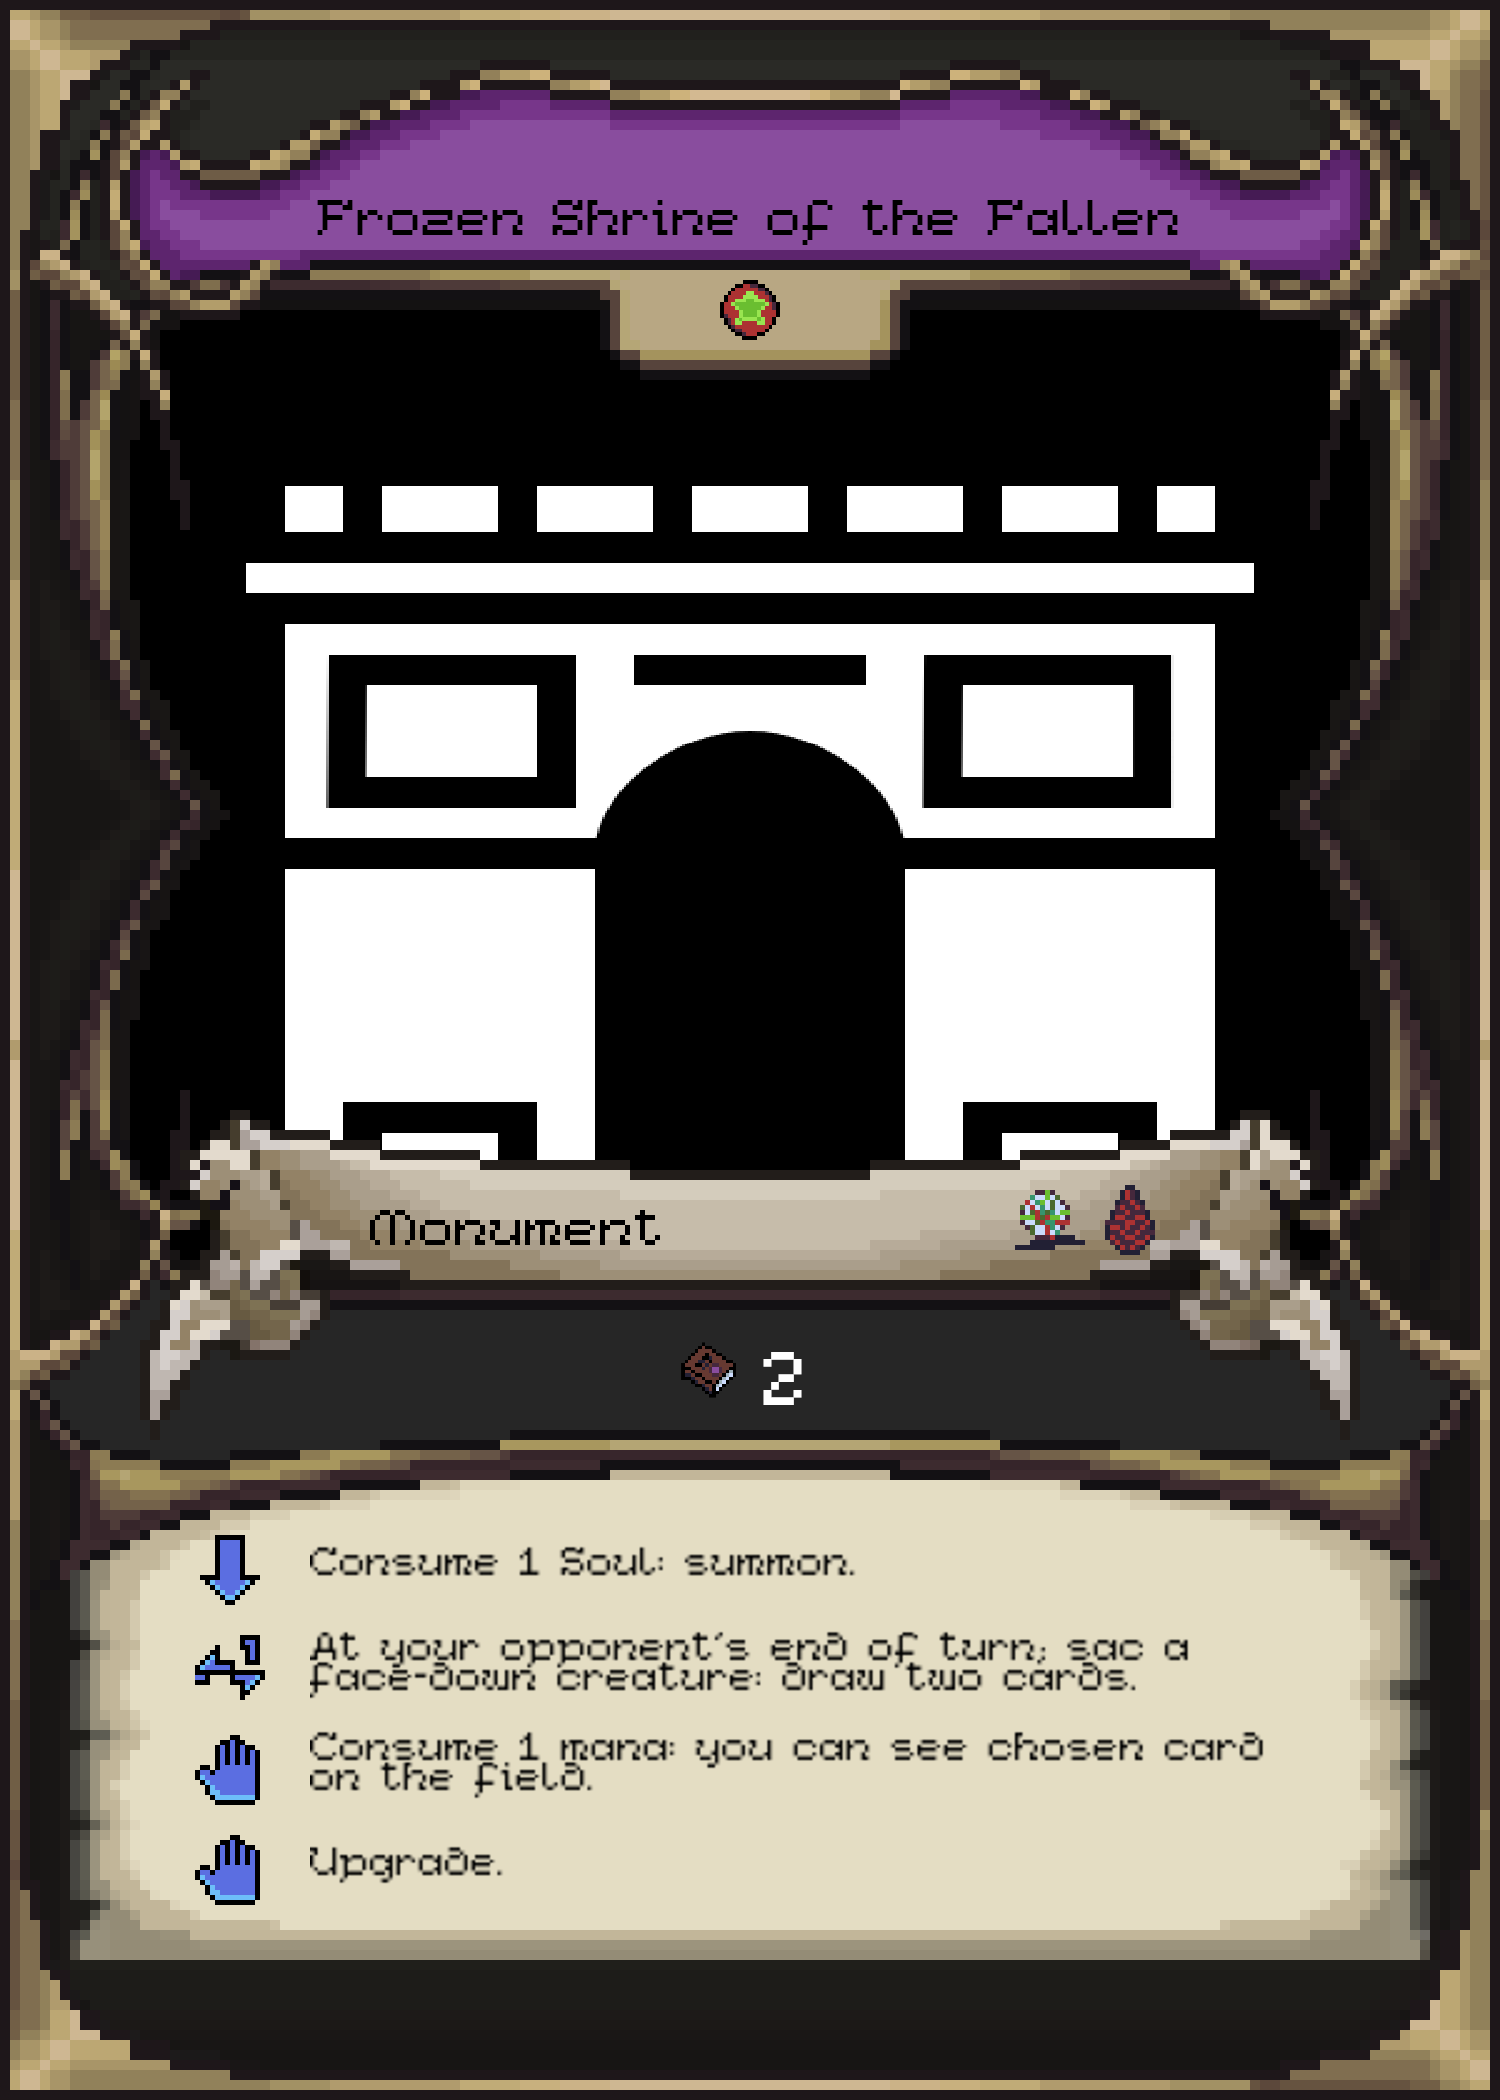 Frozen Shrine of the Fallen
Monument
2
Consume 1 Soul: summon.
At your opponent's end of turn; sac a
face-down creature: draw two cards.
Consume 1 mana: you can see chosen card
on the field.
Upgrade.